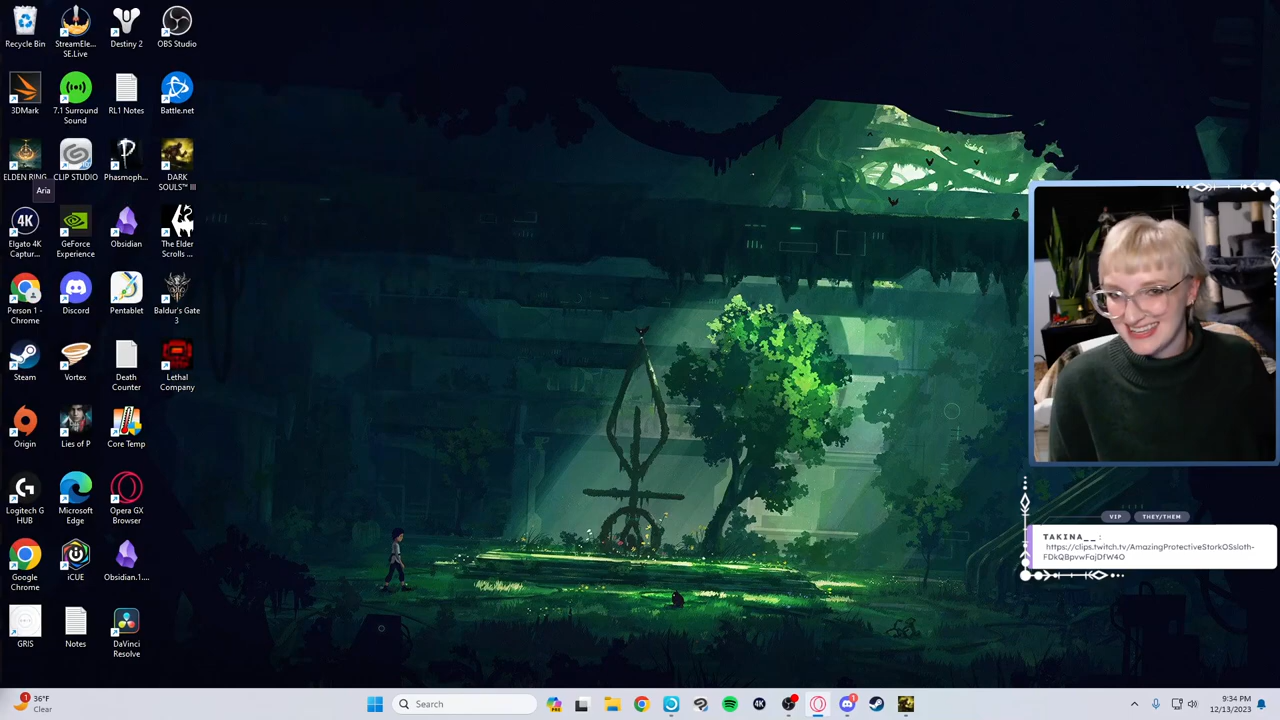 Recycle Bin
StreamEle...
SE.Live
Destiny 2
OBS Studio
3DMark
7.1 Surround
Sound
RL1 Notes
Battle.net
ELDEN RING
CLIP STUDIO
Phasmoph...
DARK
SOULS™ III
Aria
4K
Elgato 4K
Captur...
GeForce
Experience
Obsidian
The Elder
Scrolls ...
Person 1 -
Chrome
Discord
Pentablet
Baldur's Gate
3
Steam
Vortex
Death
Counter
Lethal
Company
Origin
Lies of P
Core Temp
Logitech G
HUB
Microsoft
Edge
Opera GX
Browser
Google
Chrome
iCUE
Obsidian.1....
GRIS
Notes
DaVinci
Resolve
VIP THEY/THEM
TAKINA__ :
https://clips.twitch.tv/AmazingProtectiveStorkOSsloth-
FDkQBpvwFajDfW4O
1
36°F
Clear
Search
4K
1
9:34 PM
12/13/2023